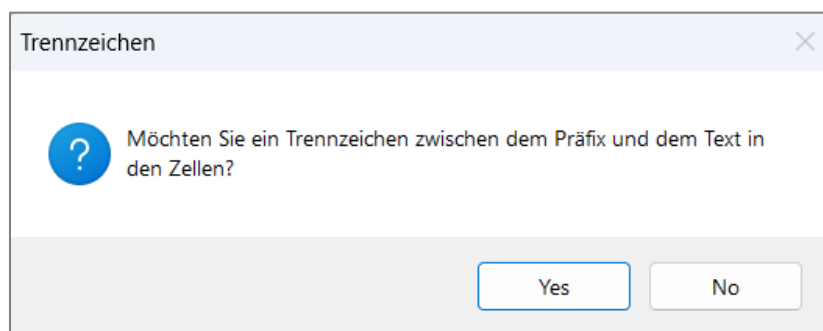 Trennzeichen
Möchten Sie ein Trennzeichen zwischen dem Präfix und dem Text in
den Zellen?
Yes
No